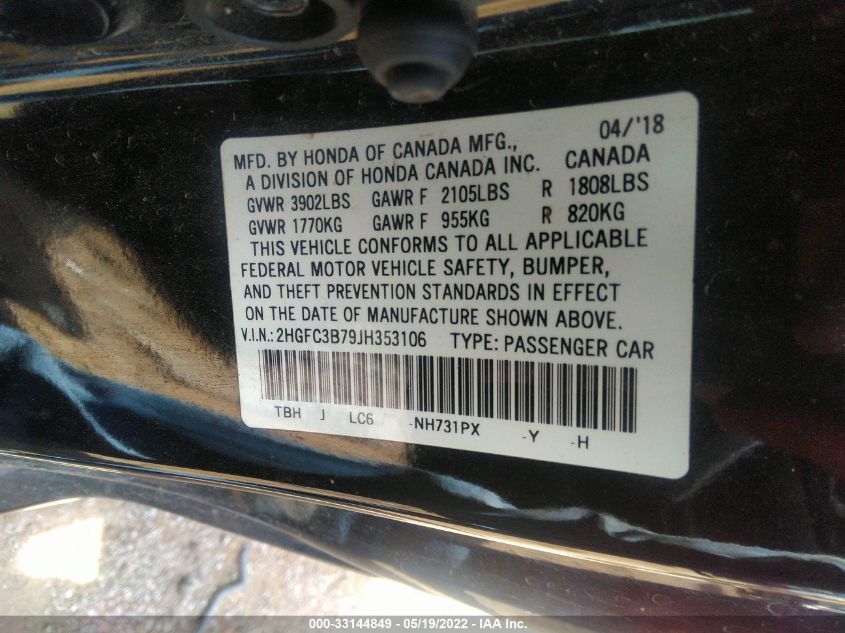 04/'18
MFD. BY HONDA OF CANADA MFG.,
A DIVISION OF HONDA CANADA INC. CANADA
GVWR 3902LBS GAWR F 2105LBS R 1808LBS
GVWR 1770KG GAWR F 955KG R 820KG
THIS VEHICLE CONFORMS TO ALL APPLICABLE
FEDERAL MOTOR VEHICLE SAFETY, BUMPER,
AND THEFT PREVENTION STANDARDS IN EFFECT
ON THE DATE OF MANUFACTURE SHOWN ABOVE.
V.I.N.: 2HGFC3B79JH353106 TYPE: PASSENGER CAR
TBH J LC6 -NH731PX -Y -H
000-33144849 - 05/19/2022 - IAA Inc.